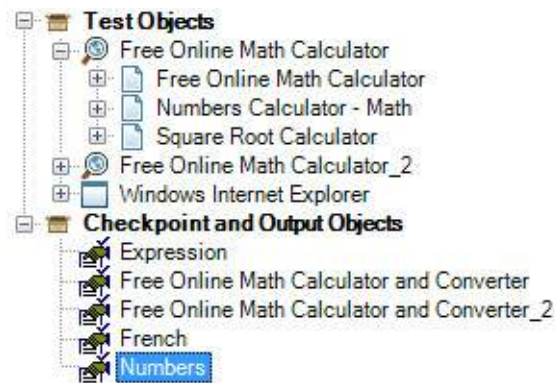 Test Objects
Free Online Math Calculator
Free Online Math Calculator
Numbers Calculator - Math
Square Root Calculator
Free Online Math Calculator_2
Windows Internet Explorer
Checkpoint and Output Objects
Expression
Free Online Math Calculator and Converter
Free Online Math Calculator and Converter_2
French
Numbers